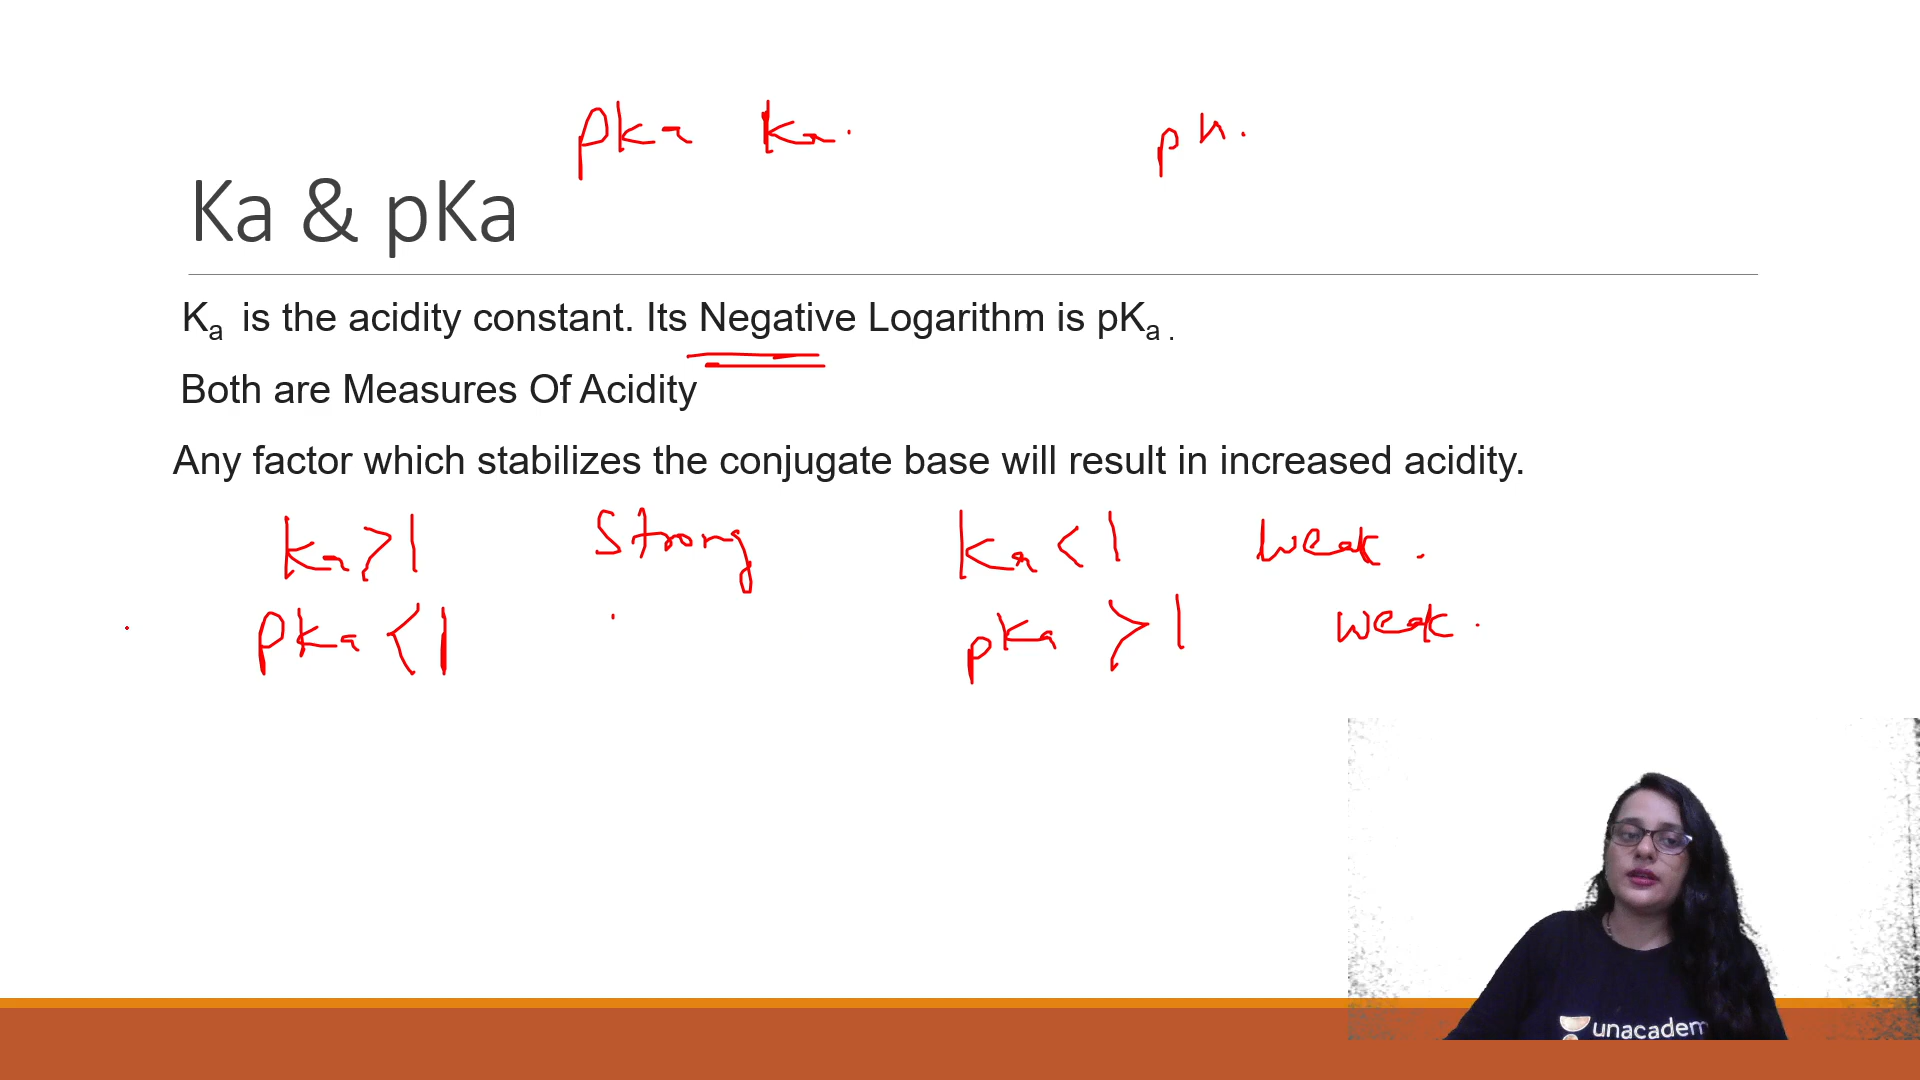 pka ka. pH.
Ka & pKa
Ka is the acidity constant. Its Negative Logarithm is pKa .
Both are Measures Of Acidity
Any factor which stabilizes the conjugate base will result in increased acidity.
ka > 1 Strong ka < 1 weak.
pka < 1 pka > 1 weak.
unacadem